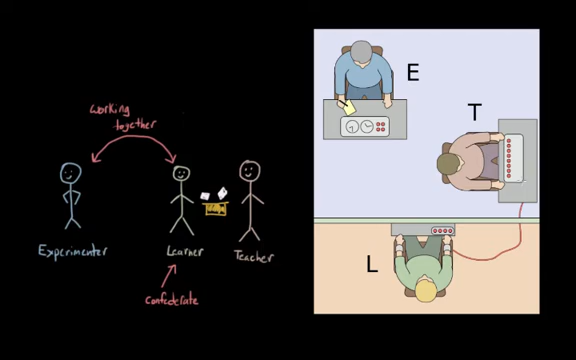 working
together
Experimenter
Learner
Teacher
confederate
E
T
L